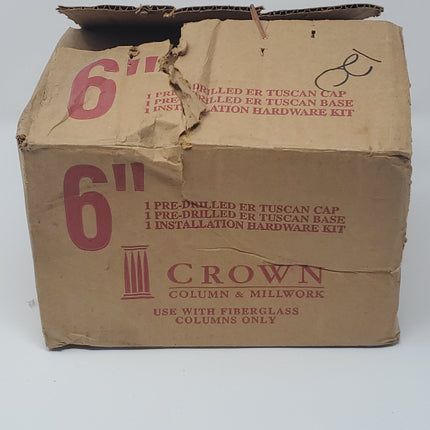 6"
1 PRE-DRILLED ER TUSCAN CAP
1 PRE-DRILLED ER TUSCAN BASE
1 INSTALLATION HARDWARE KIT
6"
1 PRE-DRILLED ER TUSCAN CAP
1 PRE-DRILLED ER TUSCAN BASE
1 INSTALLATION HARDWARE KIT
CROWN
COLUMN & MILLWORK
USE WITH FIBERGLASS
COLUMNS ONLY